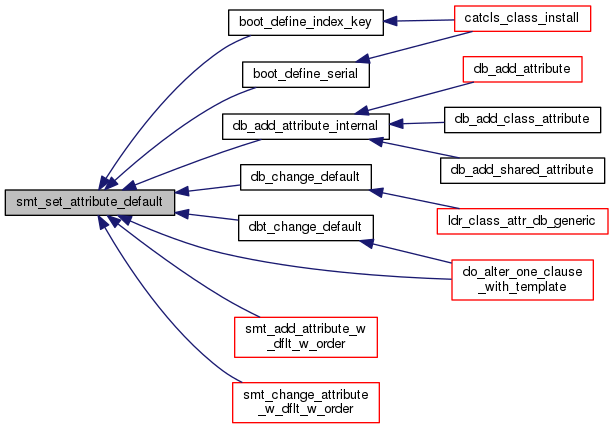 boot_define_index_key
catcls_class_install
boot_define_serial
db_add_attribute
db_add_attribute_internal
db_add_class_attribute
db_add_shared_attribute
db_change_default
smt_set_attribute_default
ldr_class_attr_db_generic
dbt_change_default
do_alter_one_clause
_with_template
smt_add_attribute_w
_dflt_w_order
smt_change_attribute
_w_dflt_w_order